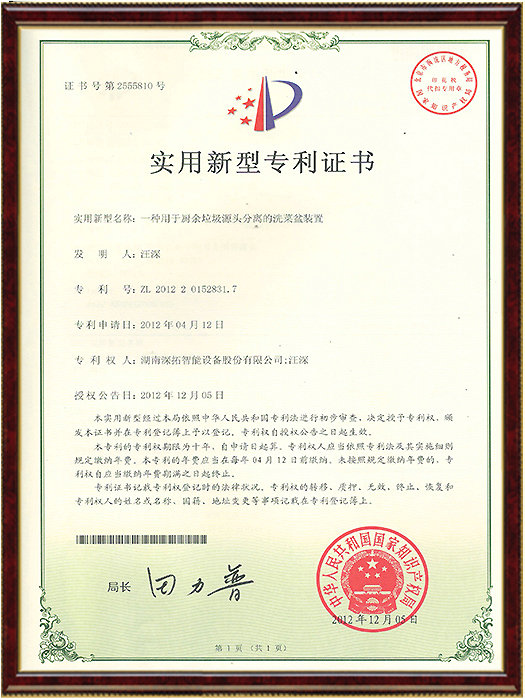 证书号第2555810号
实用新型专利证书
实用新型名称：一种用于厨余垃圾源头分离的洗菜盆装置
发明人：汪深
专利号：ZL 2012 2 0152831.7
专利申请日：2012年04月12日
专利权人：湖南深拓智能设备股份有限公司;汪深
授权公告日：2012年12月05日
本实用新型经过本局依照中华人民共和国专利法进行初步审查，决定授予专利权，颁
发本证书并在专利登记簿上予以登记。专利权自授权公告之日起生效。
本专利的专利权期限为十年，自申请日起算。专利权人应当依照专利法及其实施细则
规定缴纳年费。本专利的年费应当在每年04月12日前缴纳。未按照规定缴纳年费的，专
利权自应当缴纳年费期满之日起终止。
专利证书记载专利权登记时的法律状况。专利权的转移、质押、无效、终止、恢复和
专利权人的姓名或名称、国籍、地址变更等事项记载在专利登记簿上。
局长 田力普
中华人民共和国国家知识产权局
2012年12月05日
第1页（共1页）